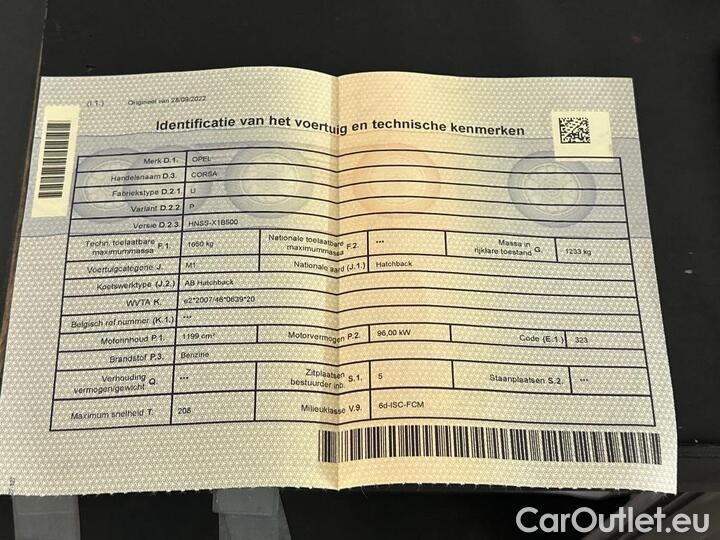 (I.1.) Origineel van 28/09/2022
Identificatie van het voertuig en technische kenmerken
Merk D.1. OPEL
Handelsnaam D.3. CORSA
Fabriekstype D.2.1. U
Variant D.2.2. P
Versie D.2.3. HNSS-X1B500
Techn. toelaatbare maximummassa F.1. 1660 kg Nationale toelaatbare maximummassa F.2. *** Massa in rijklare toestand G. 1233 kg
Voertuigcategorie J. M1 Nationale aard (J.1.) Hatchback
Koetswerktype (J.2.) AB Hatchback
WVTA K. e2*2007/46*0639*20
Belgisch ref nummer (K.1.) ***
Motorinhoud P.1. 1199 cm³ Motorvermogen P.2. 96,00 kW Code (E.1.) 323
Brandstof P.3. Benzine
Verhouding vermogen/gewicht Q. *** Zitplaatsen bestuurder inb. S.1. 5 Staanplaatsen S.2. ***
Maximum snelheid T. 208 Milieuklasse V.9. 6d-ISC-FCM
CarOutlet.eu